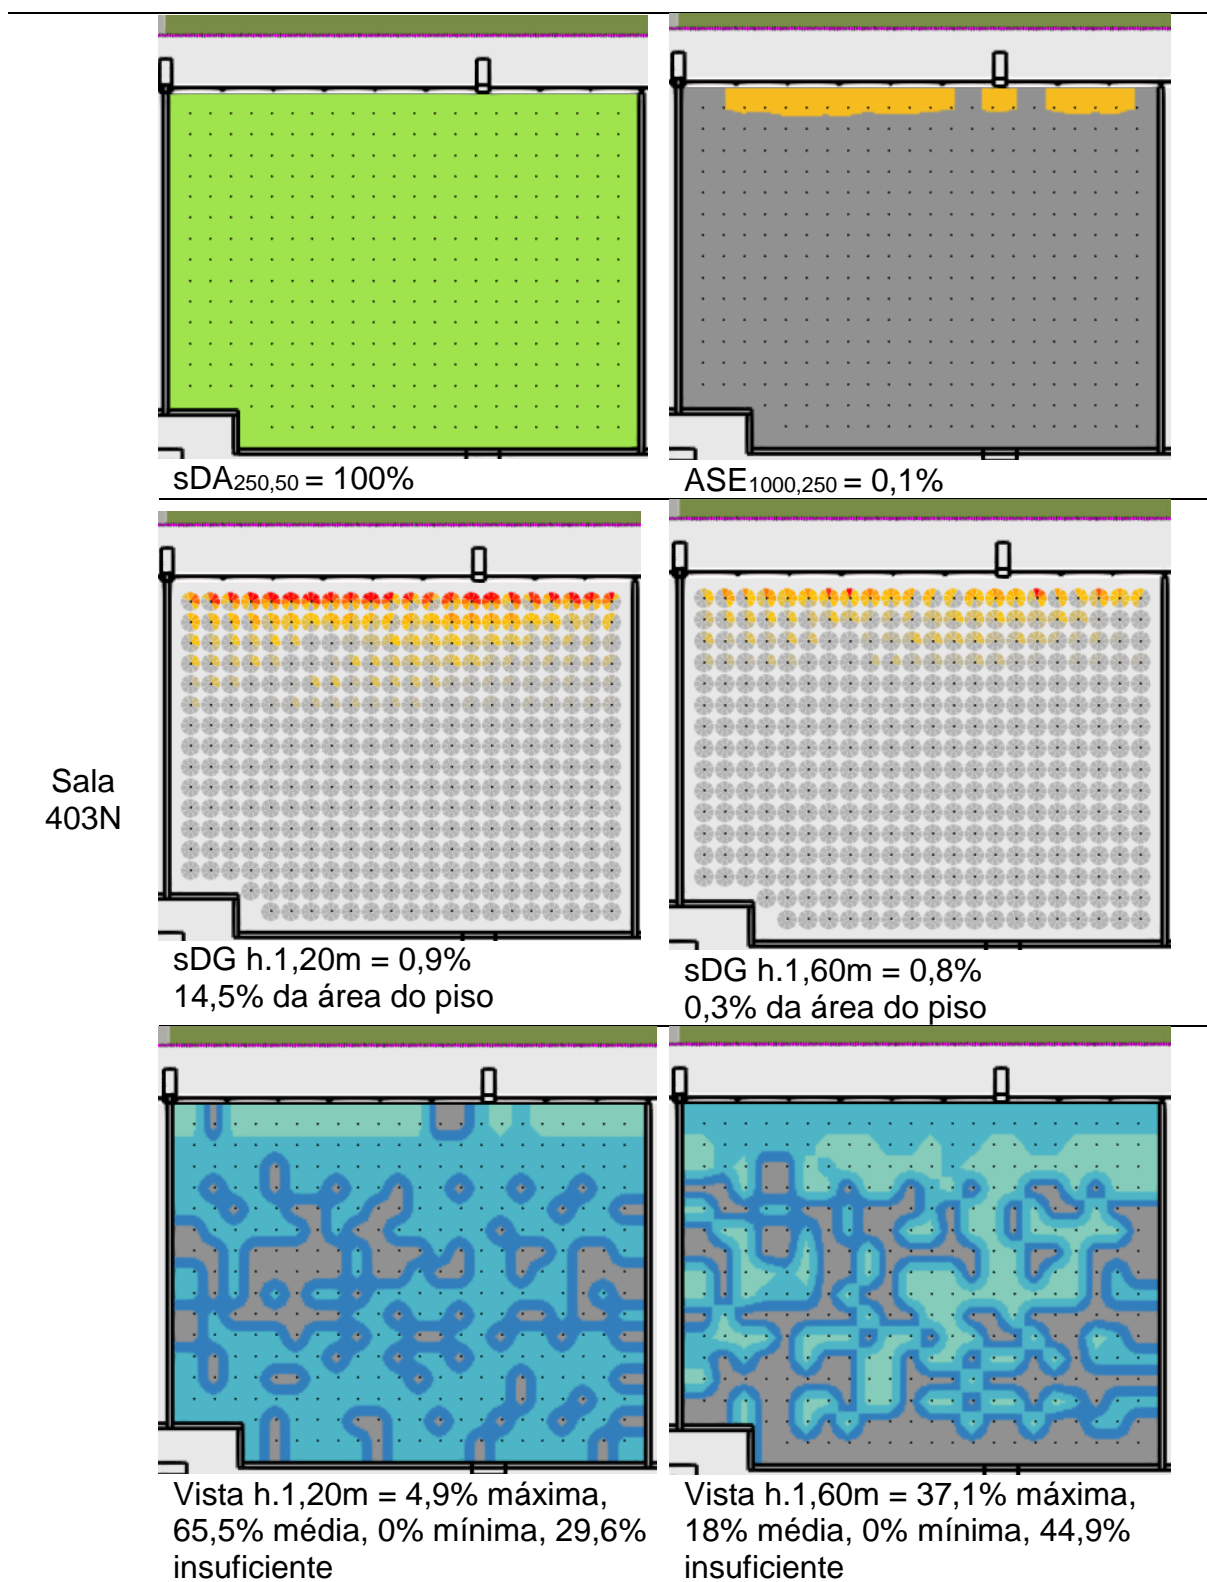 sDA250,50 = 100%
ASE1000,250 = 0,1%
Sala
403N
sDG h.1,20m = 0,9%
14,5% da área do piso
sDG h.1,60m = 0,8%
0,3% da área do piso
Vista h.1,20m = 4,9% máxima,
65,5% média, 0% mínima, 29,6%
insuficiente
Vista h.1,60m = 37,1% máxima,
18% média, 0% mínima, 44,9%
insuficiente